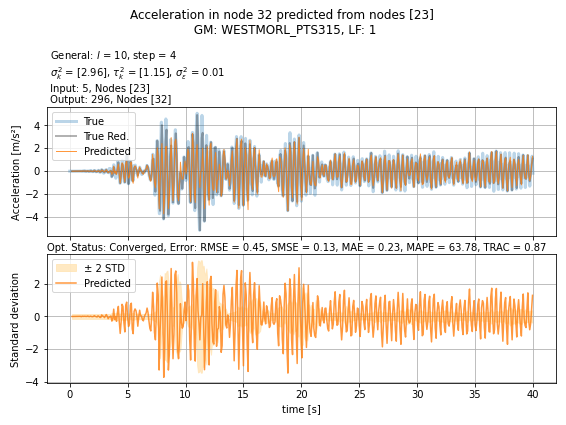 Acceleration in node 32 predicted from nodes [23]
GM: WESTMORL_PTS315, LF: 1
General: l = 10, step = 4
σ²ₖ = [2.96], τ²ₖ = [1.15], σ²ε = 0.01
Input: 5, Nodes [23]
Output: 296, Nodes [32]
True
True Red.
Predicted
Acceleration [m/s²]
4
2
0
−2
−4
Opt. Status: Converged, Error: RMSE = 0.45, SMSE = 0.13, MAE = 0.23, MAPE = 63.78, TRAC = 0.87
± 2 STD
Predicted
Standard deviation
2
0
−2
−4
0 5 10 15 20 25 30 35 40
time [s]